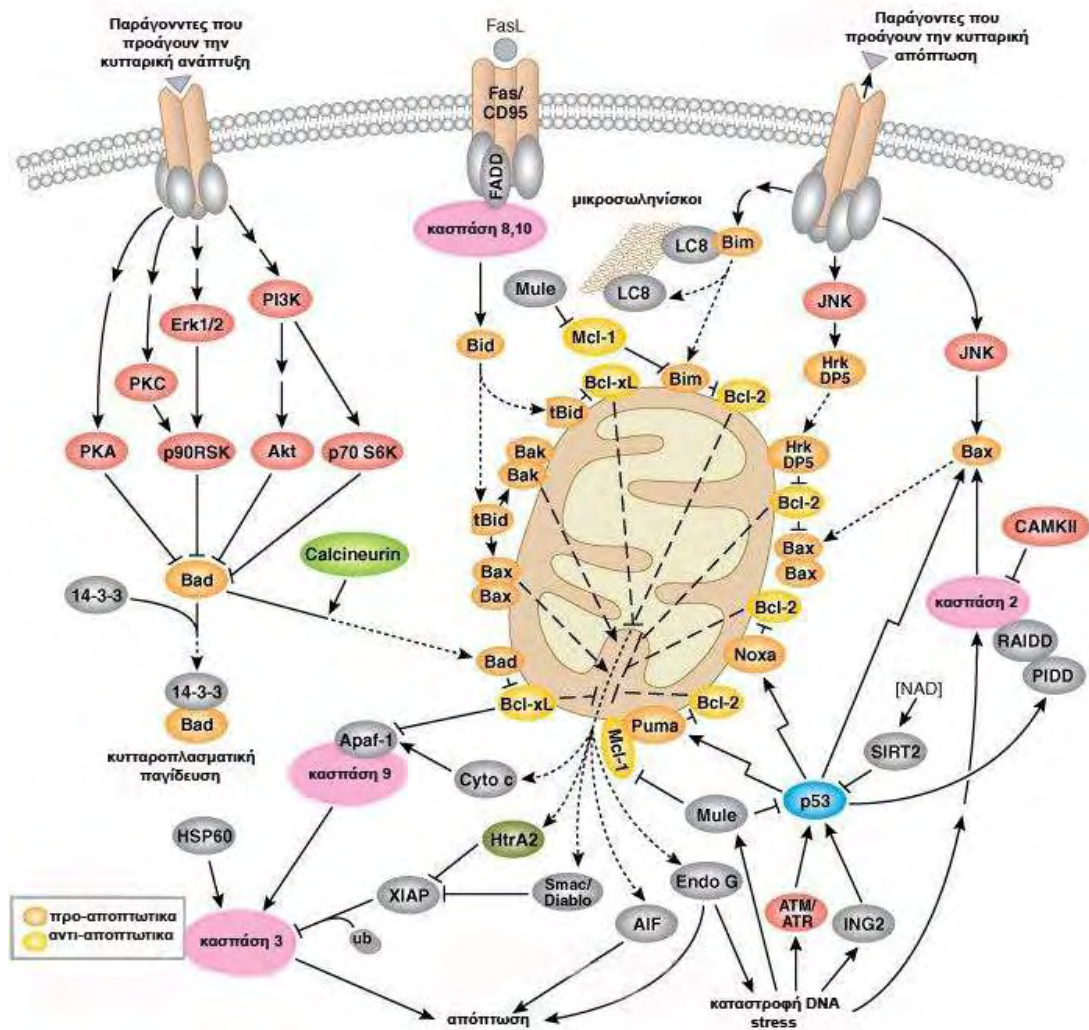 Παράγονντες που
προάγουν την
κυτταρική ανάπτυξη
FasL
Παράγοντες που
προάγουν την κυτταρική
απόπτωση
Fas/
CD95
FADD
κασπάση 8,10
μικροσωληνίσκοι
LC8
Bim
LC8
Mule
Mcl-1
Bid
PI3K
Erk1/2
PKC
PKA
p90RSK
Akt
p70 S6K
JNK
Hrk
DP5
JNK
Bcl-xL
Bim
Bcl-2
tBid
Bak
Bak
tBid
Bax
Bax
Hrk
DP5
Bcl-2
Bax
Bax
Bax
CAMKII
κασπάση 2
RAIDD
PIDD
[NAD]
SIRT2
Calcineurin
Bad
14-3-3
14-3-3
Bad
κυτταροπλασματική
παγίδευση
Bad
Bcl-xL
Bcl-2
Noxa
Bcl-2
Puma
Mcl-1
Apaf-1
κασπάση 9
Cyto c
p53
Mule
HSP60
HtrA2
XIAP
Smac/
Diablo
Endo G
AIF
ATM/
ATR
ING2
ub
κασπάση 3
προ-αποπτωτικα
αντι-αποπτωτικα
απόπτωση
καταστροφή DNA
stress